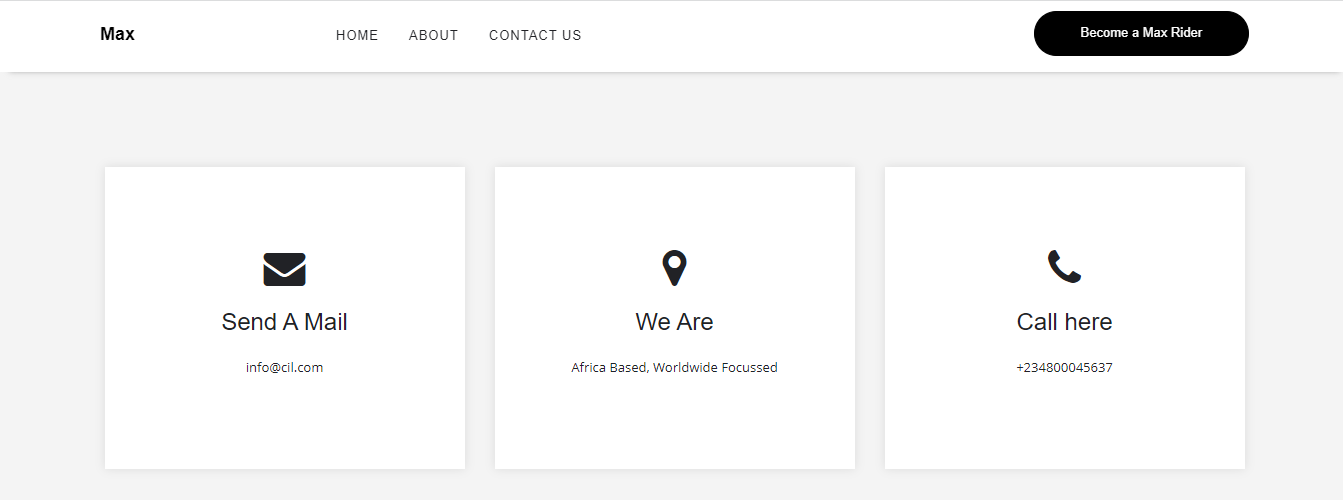 Max
HOME
ABOUT
CONTACT US
Become a Max Rider
Send A Mail
info@cil.com
We Are
Africa Based, Worldwide Focussed
Call here
+234800045637